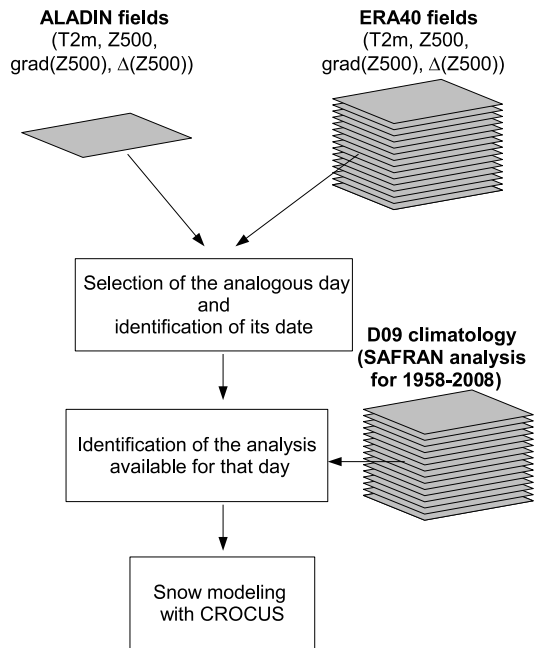 ALADIN fields
(T2m, Z500,
grad(Z500), Δ(Z500))
ERA40 fields
(T2m, Z500,
grad(Z500), Δ(Z500))
Selection of the analogous day
and
identification of its date
D09 climatology
(SAFRAN analysis
for 1958-2008)
Identification of the analysis
available for that day
Snow modeling
with CROCUS